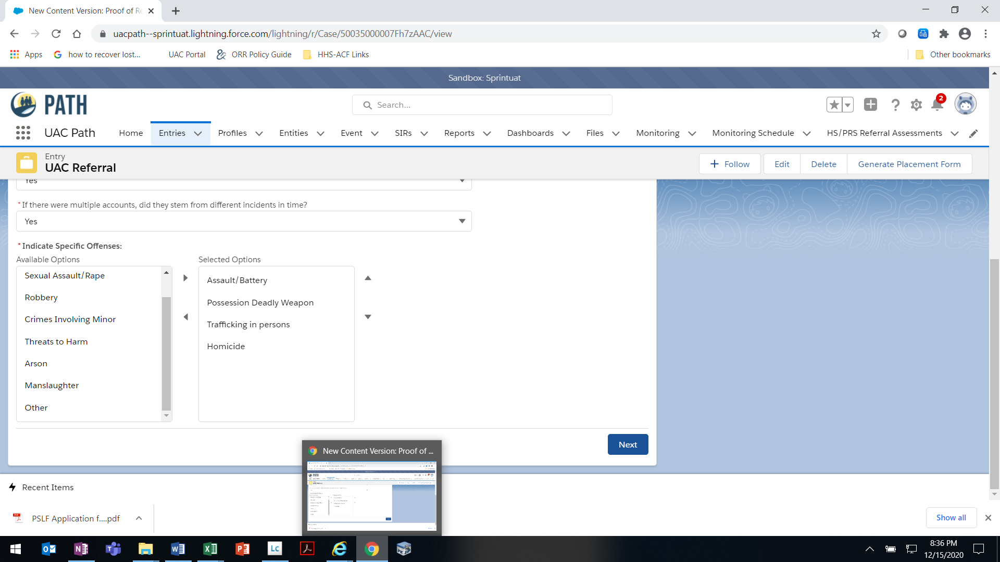 New Content Version: Proof of Re
uacpath--sprintuat.lightning.force.com/lightning/r/Case/50035000007Fh7zAAC/view
Apps
how to recover lost...
UAC Portal
ORR Policy Guide
HHS-ACF Links
Other bookmarks
Sandbox: Sprintuat
PATH
Search...
2
UAC Path
Home
Entries
Profiles
Entities
Event
SIRs
Reports
Dashboards
Files
Monitoring
Monitoring Schedule
HS/PRS Referral Assessments
Entry
UAC Referral
Follow
Edit
Delete
Generate Placement Form
Yes
*If there were multiple accounts, did they stem from different incidents in time?
Yes
*Indicate Specific Offenses:
Available Options
Selected Options
Sexual Assault/Rape
Robbery
Crimes Involving Minor
Threats to Harm
Arson
Manslaughter
Other
Assault/Battery
Possession Deadly Weapon
Trafficking in persons
Homicide
Next
New Content Version: Proof of ...
Recent Items
PSLF Application f....pdf
Show all
Lc
8:36 PM
12/15/2020